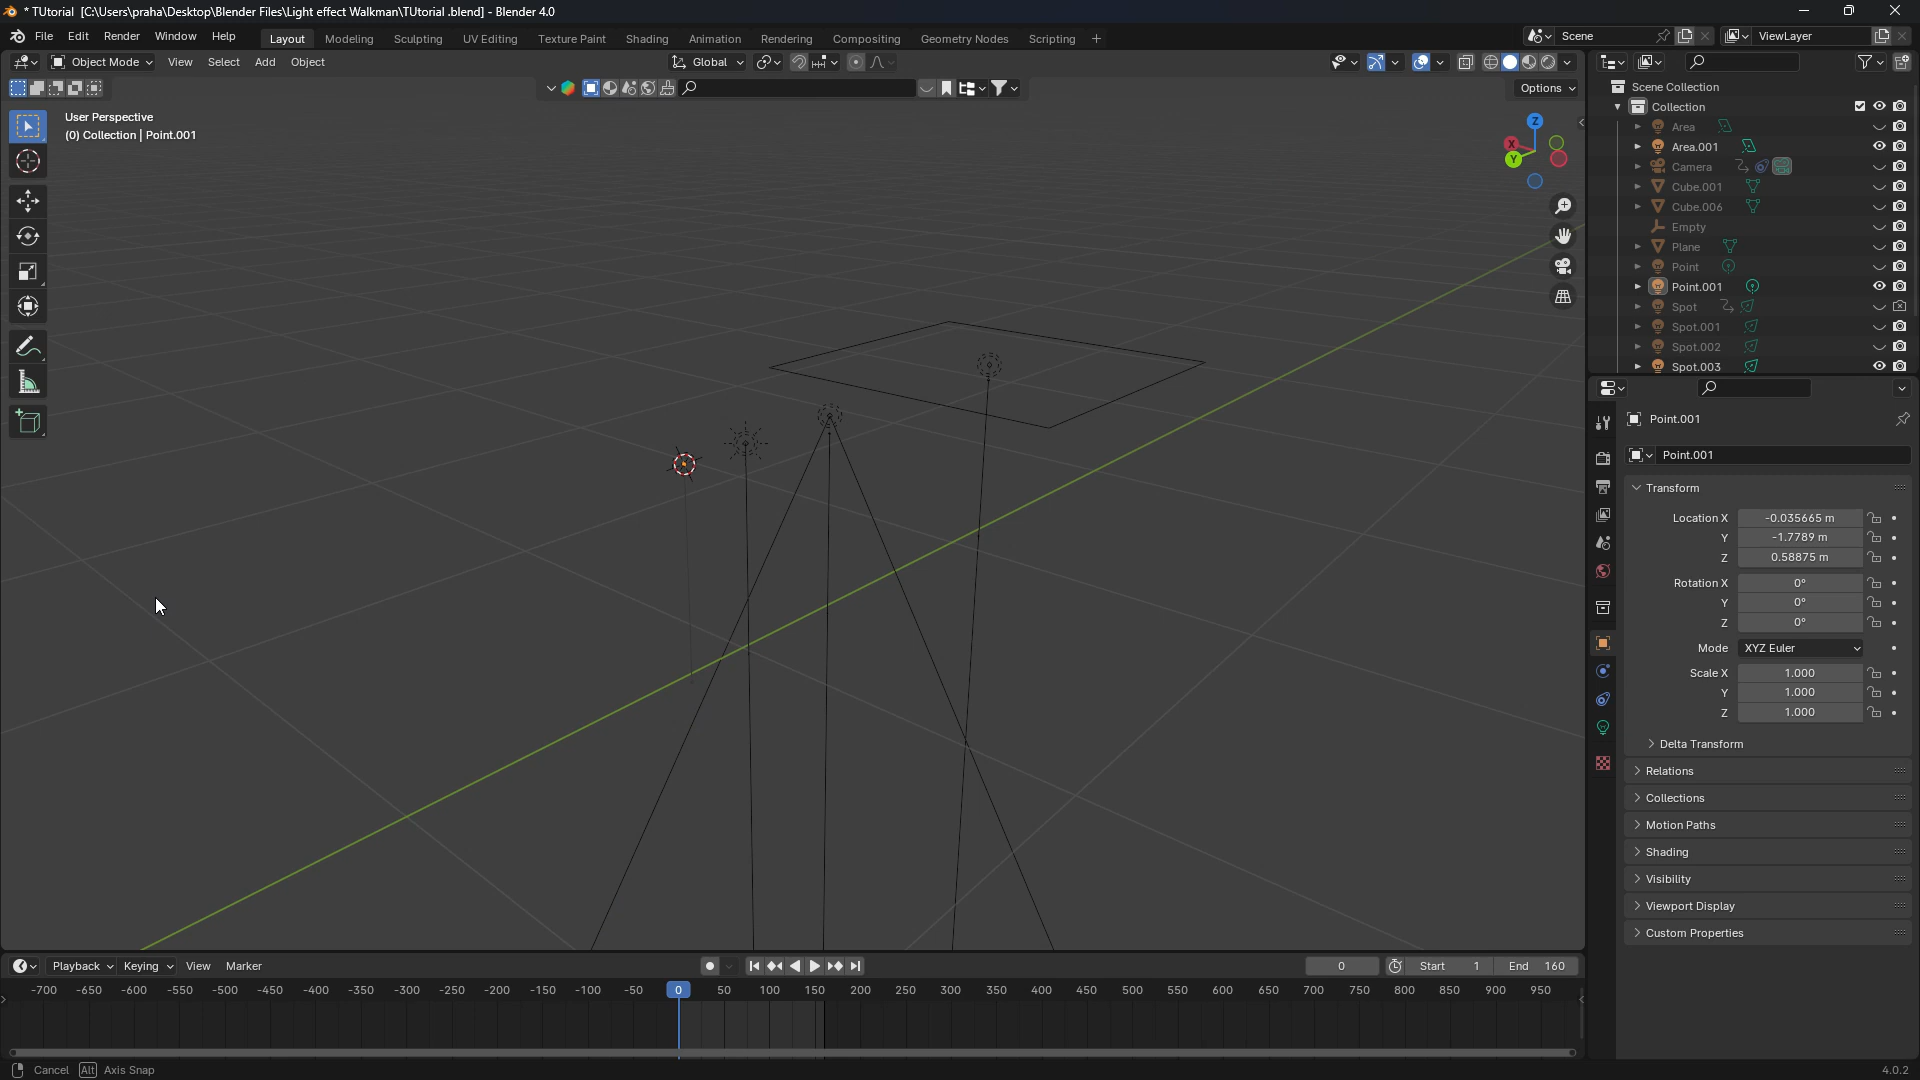 * TUtorial [C:\Users\praha\Desktop\Blender Files\Light effect Walkman\TUtorial .blend] - Blender 4.0
File Edit Render Window Help
Layout Modeling Sculpting UV Editing Texture Paint Shading Animation Rendering Compositing Geometry Nodes Scripting +
Scene
ViewLayer
Object Mode View Select Add Object
Global
Options
User Perspective
(0) Collection | Point.001
Z
X
Y
Scene Collection
Collection
Area
Area.001
Camera
Cube.001
Cube.006
Empty
Plane
Point
Point.001
Spot
Spot.001
Spot.002
Spot.003
Point.001
Point.001
Transform
Location X -0.035665 m
Y -1.7789 m
Z 0.58875 m
Rotation X 0°
Y 0°
Z 0°
Mode XYZ Euler
Scale X 1.000
Y 1.000
Z 1.000
Delta Transform
Relations
Collections
Motion Paths
Shading
Visibility
Viewport Display
Custom Properties
Playback Keying View Marker
0 Start 1 End 160
-700 -650 -600 -550 -500 -450 -400 -350 -300 -250 -200 -150 -100 -50 0 50 100 150 200 250 300 350 400 450 500 550 600 650 700 750 800 850 900 950
Cancel Alt Axis Snap
4.0.2